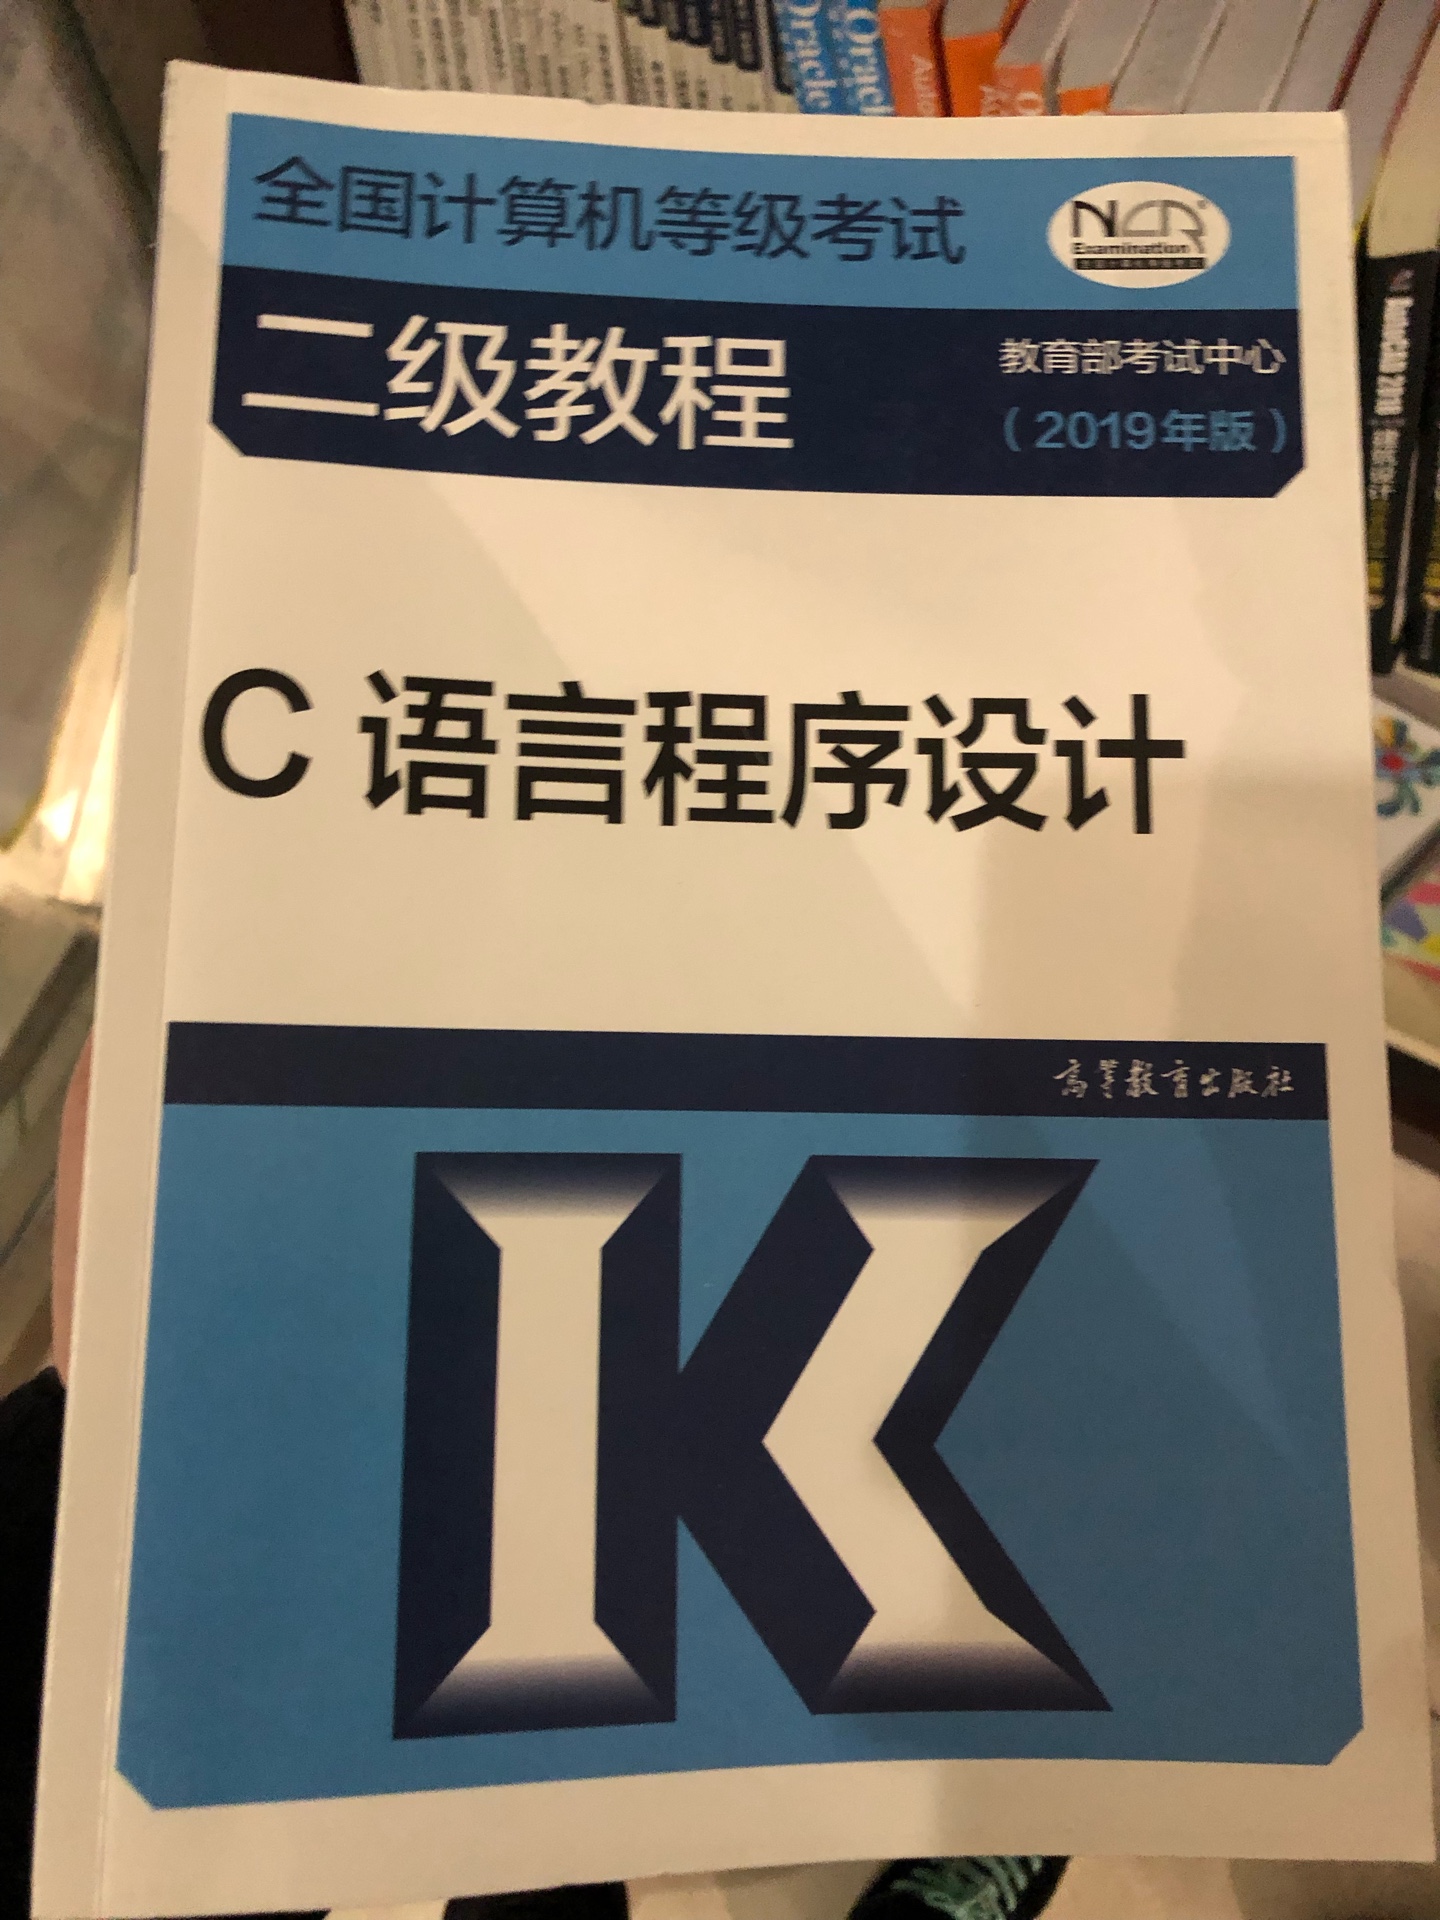 Oracle
Oracle
全国计算机等级考试
NCR
Examination
二级教程
教育部考试中心
（2019年版）
C 语言程序设计
高等教育出版社
K